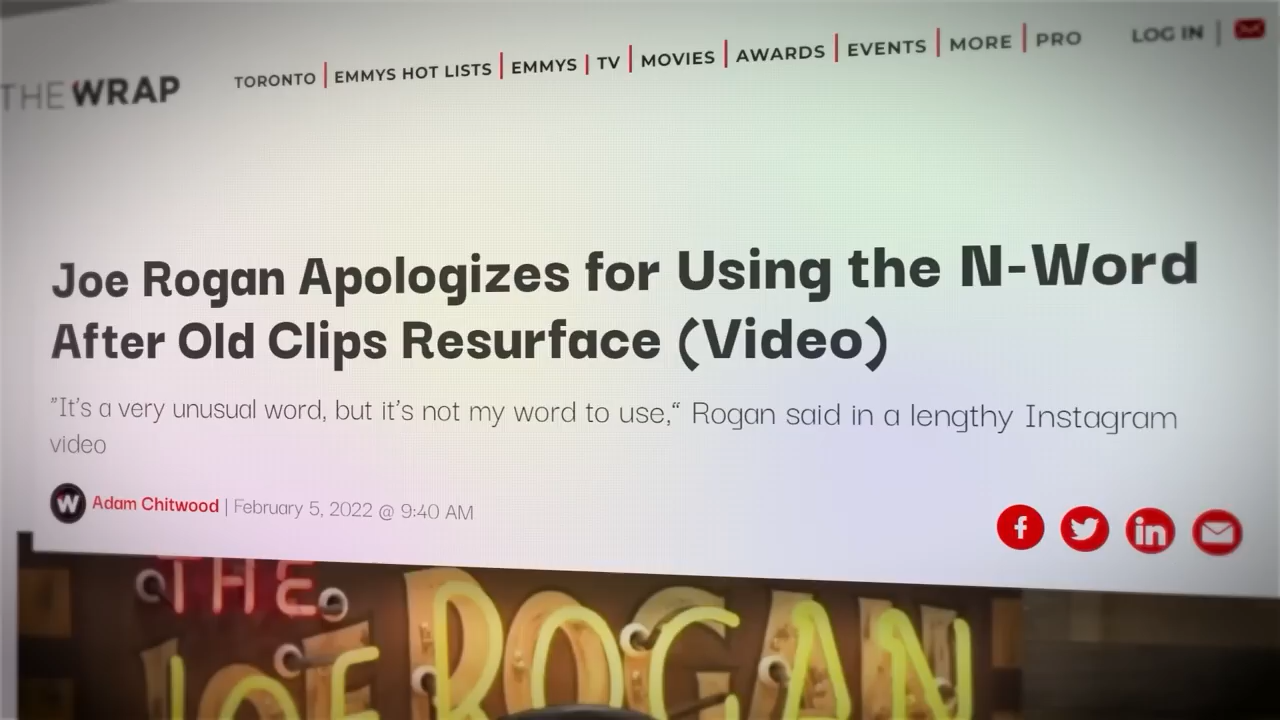 THE WRAP
TORONTO | EMMYS HOT LISTS | EMMYS | TV | MOVIES | AWARDS | EVENTS | MORE | PRO
LOG IN |
Joe Rogan Apologizes for Using the N-Word
After Old Clips Resurface (Video)
"It's a very unusual word, but it's not my word to use," Rogan said in a lengthy Instagram
video
W Adam Chitwood | February 5, 2022 @ 9:40 AM
f in
THE
JOE ROGAN